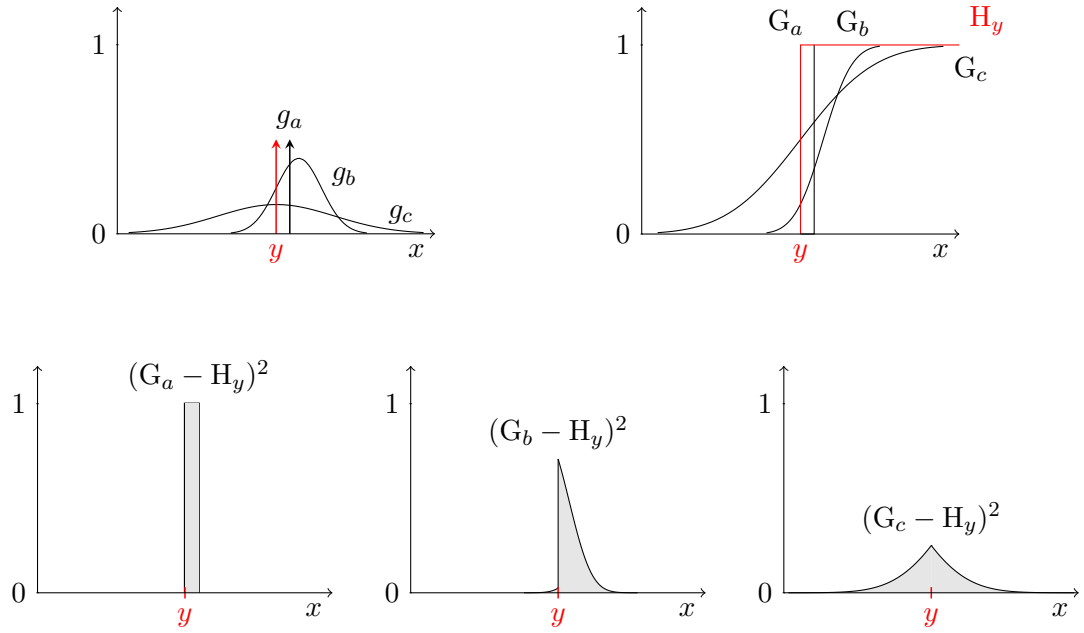 1
g_a
g_b
g_c
0
y
x
G_a
G_b
H_y
1
G_c
0
y
x
(G_a − H_y)^2
1
0
y
x
(G_b − H_y)^2
1
0
y
x
(G_c − H_y)^2
1
0
y
x